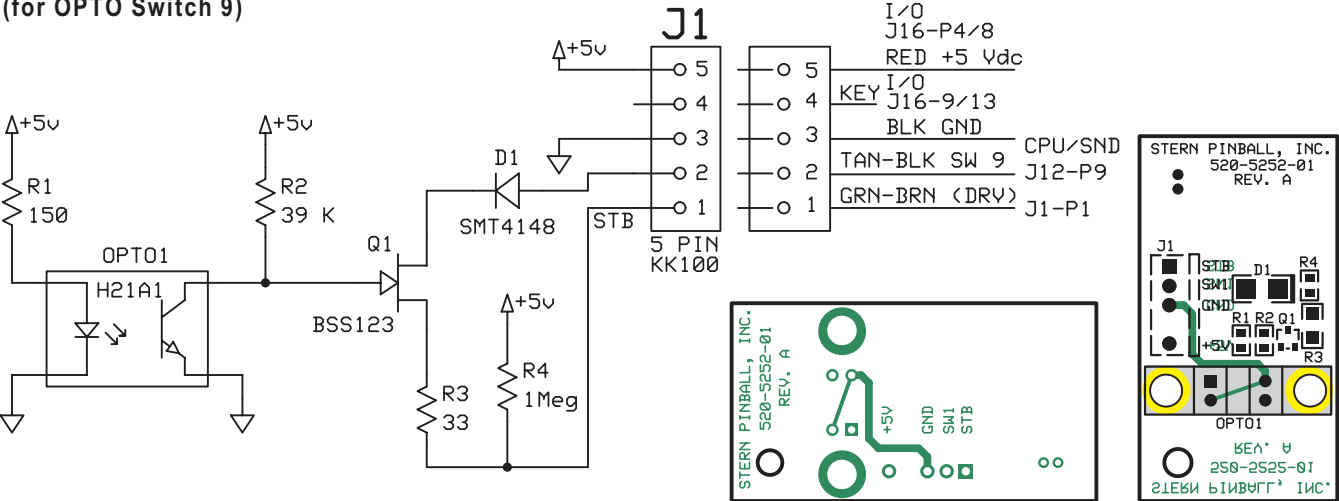 (for OPTO Switch 9)
J1
I/O
J16-P4/8
+5v
5
5
RED +5 Vdc
4
4
KEY
I/O
J16-9/13
3
3
BLK GND
CPU/SND
2
2
TAN-BLK SW 9
J12-P9
STB
1
1
GRN-BRN (DRV)
J1-P1
5 PIN
KK100
+5v
+5v
R1
150
R2
39 K
D1
SMT4148
OPTO1
H21A1
Q1
BSS123
+5v
R4
1Meg
R3
33
STERN PINBALL, INC.
520-5252-01
REV. A
+5V
GND
SW1
STB
STERN PINBALL, INC.
520-5252-01
REV. A
J1
STB
SW1
GND
+5V
D1
R4
R1
R2
Q1
R3
OPTO1
REV. A
520-5252-01
STERN PINBALL, INC.